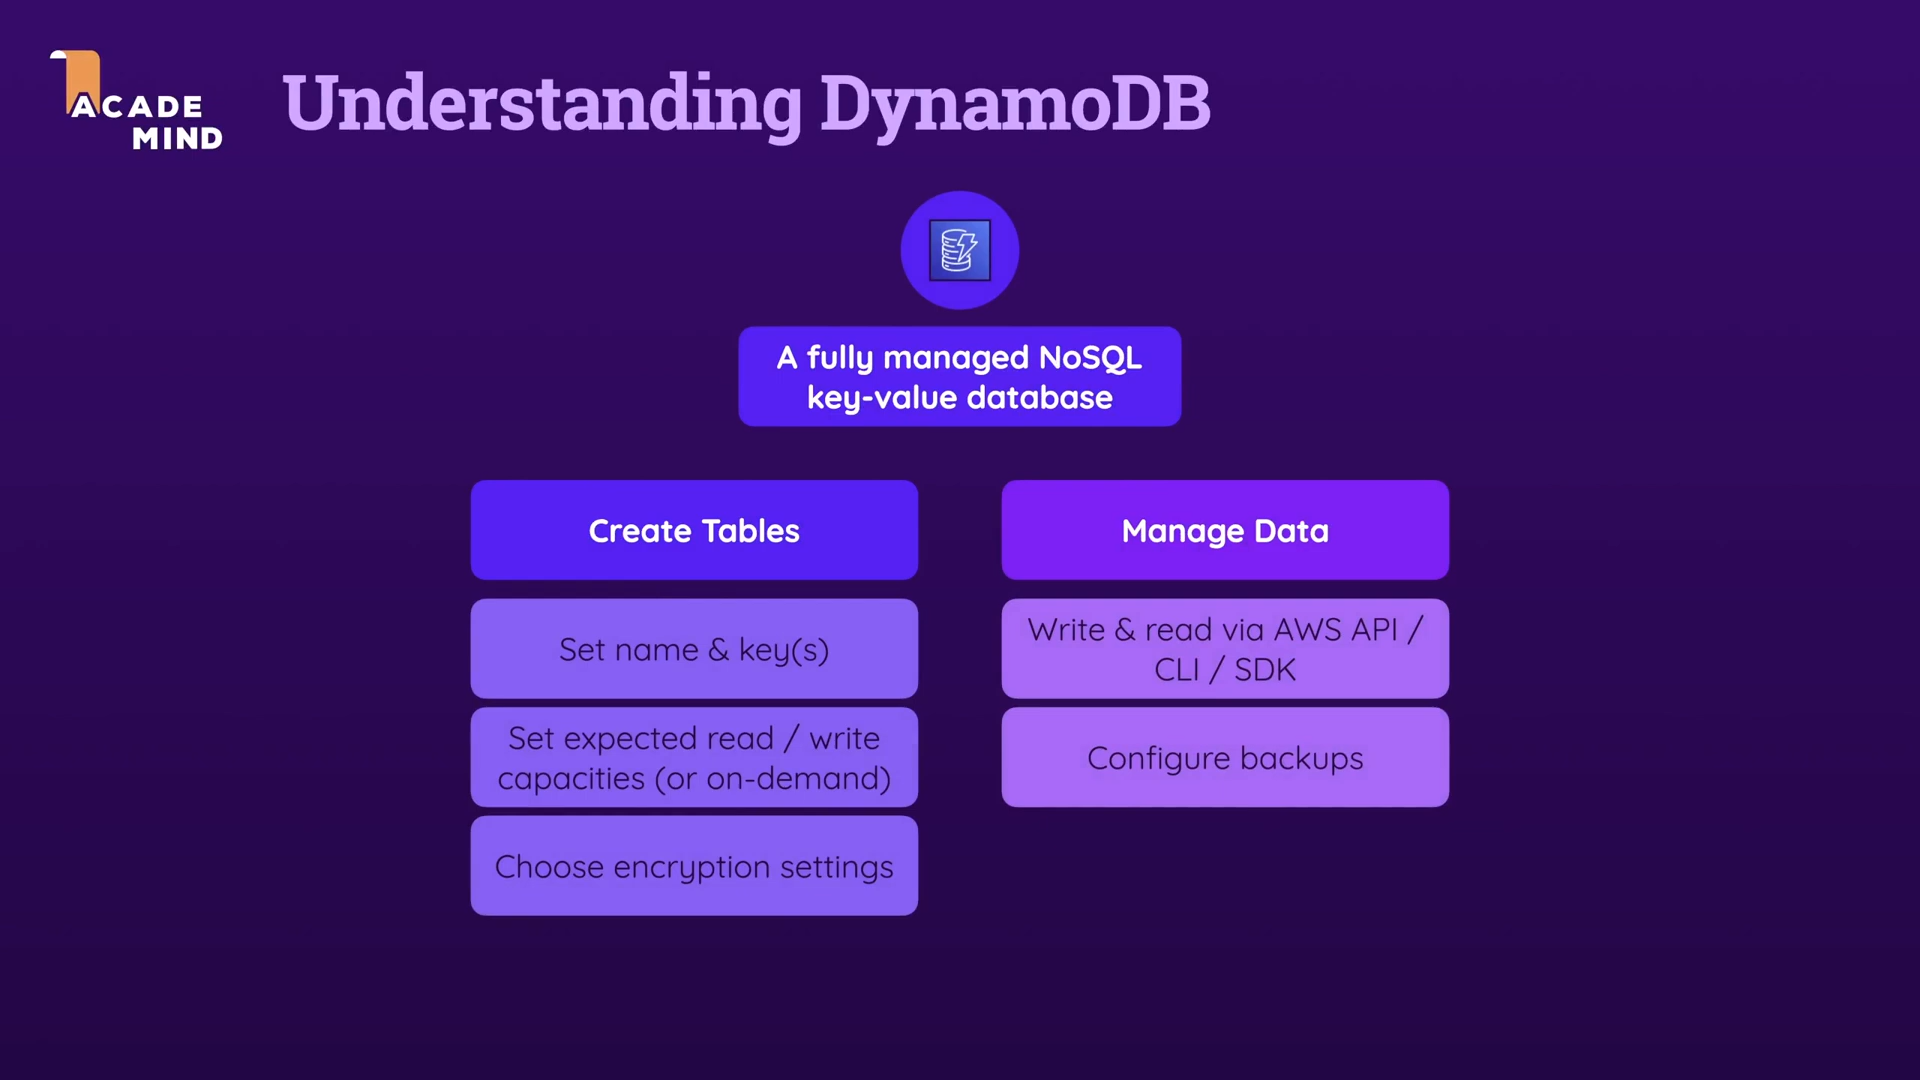 ACADE
MIND
Understanding DynamoDB
A fully managed NoSQL
key-value database
Create Tables
Set name & key(s)
Set expected read / write
capacities (or on-demand)
Choose encryption settings
Manage Data
Write & read via AWS API /
CLI / SDK
Configure backups